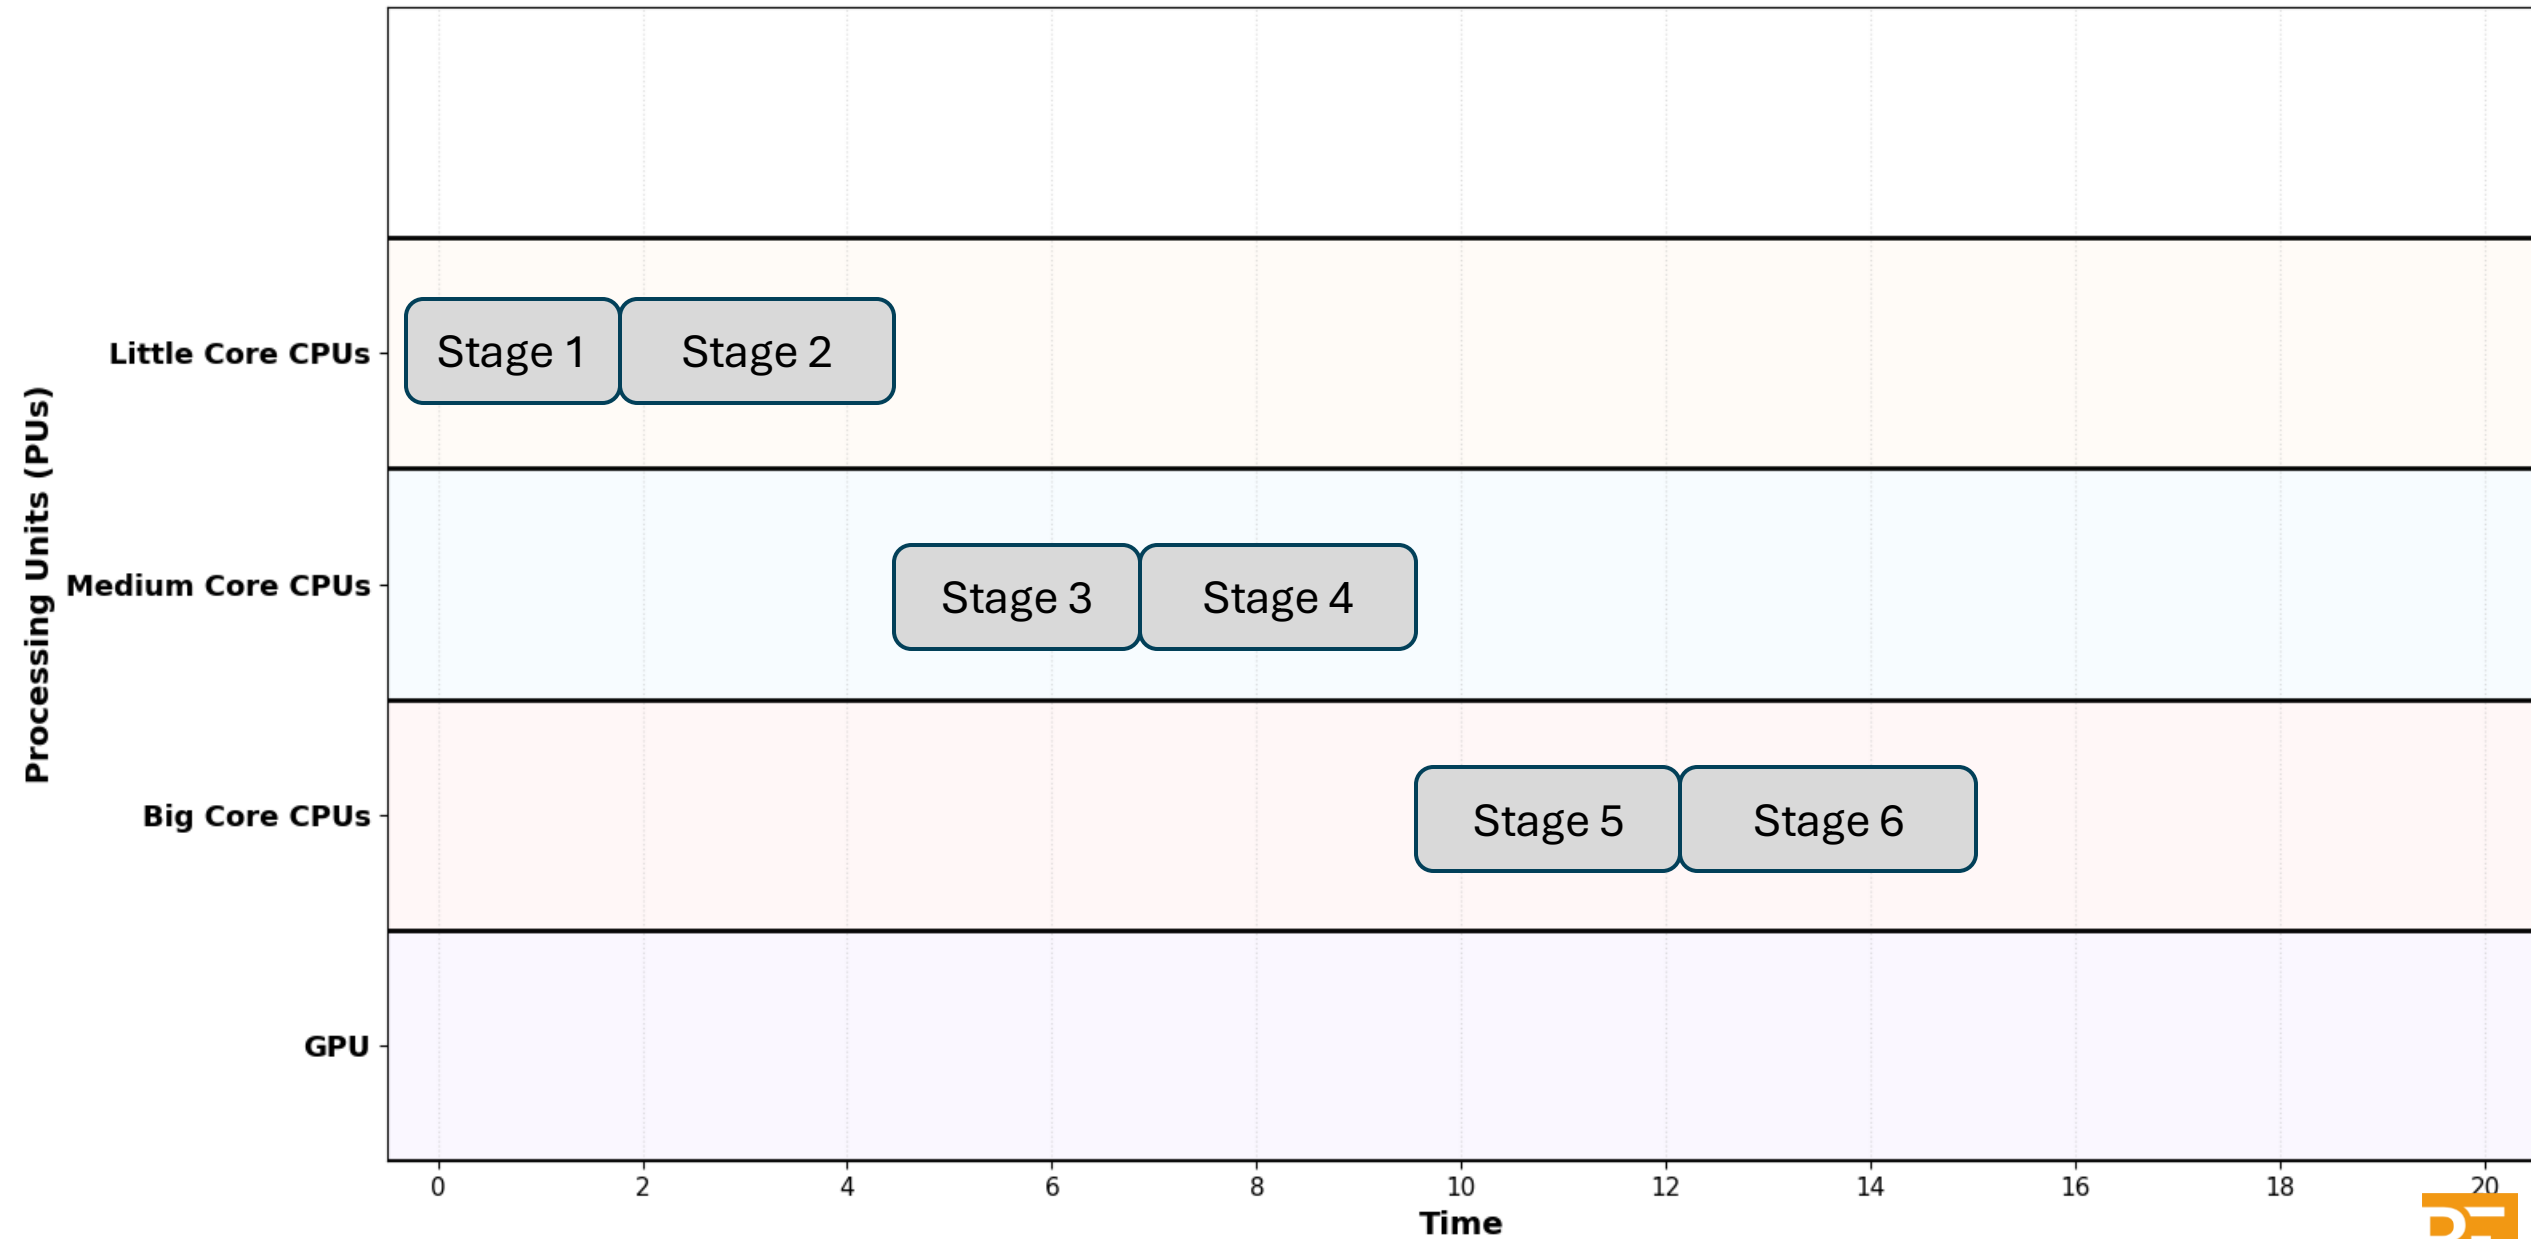 Processing Units (PUs)
Little Core CPUs
Stage 1
Stage 2
Medium Core CPUs
Stage 3
Stage 4
Big Core CPUs
Stage 5
Stage 6
GPU
0 2 4 6 8 10 12 14 16 18 20
Time